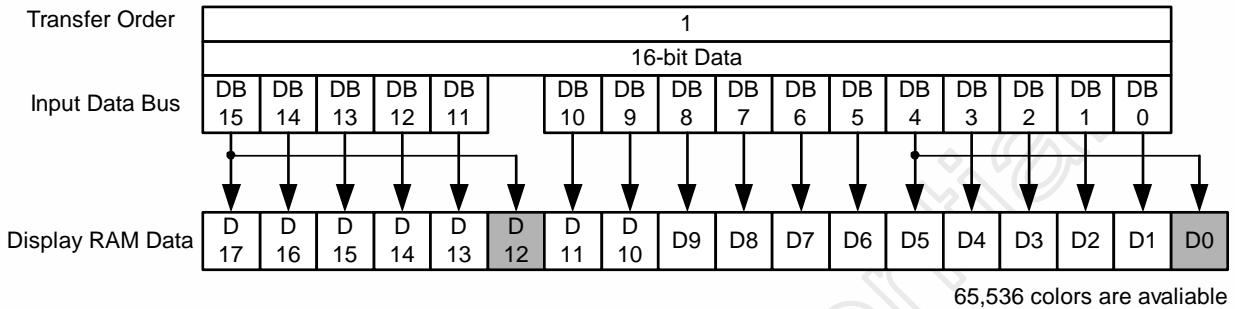 Transfer Order 1
16-bit Data
Input Data Bus DB 15 DB 14 DB 13 DB 12 DB 11 DB 10 DB 9 DB 8 DB 7 DB 6 DB 5 DB 4 DB 3 DB 2 DB 1 DB 0
Display RAM Data D 17 D 16 D 15 D 14 D 13 D 12 D 11 D 10 D9 D8 D7 D6 D5 D4 D3 D2 D1 D0
65,536 colors are avaliable